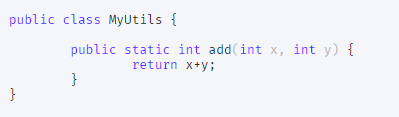 public class MyUtils {
public static int add(int x, int y) {
return x+y;
}
}